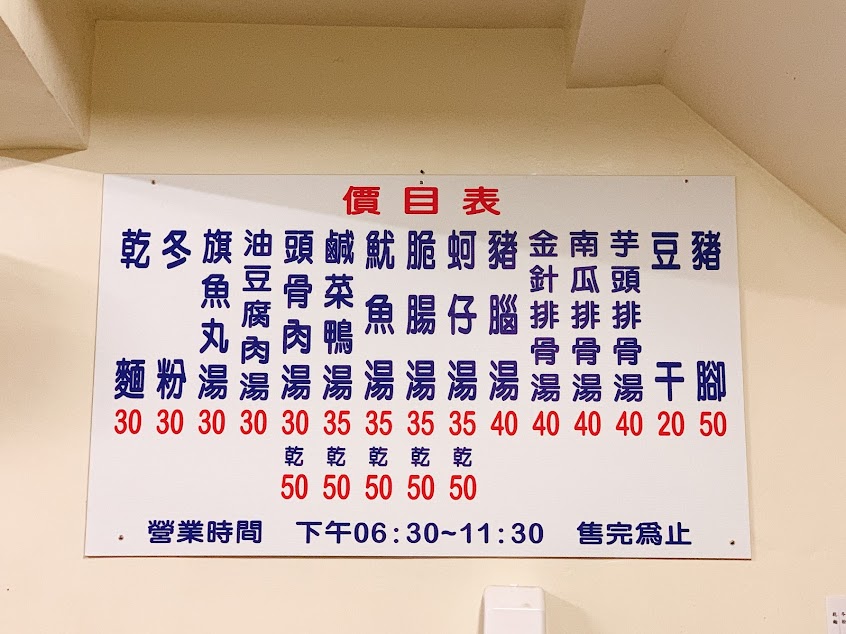 價目表
乾麵 30
冬粉 30
旗魚丸湯 30
油豆腐肉湯 30
頭骨肉湯 30 乾 50
鹹菜鴨湯 35 乾 50
魷魚湯 35 乾 50
脆腸湯 35 乾 50
蚵仔湯 35 乾 50
豬腦湯 40
金針排骨湯 40
南瓜排骨湯 40
芋頭排骨湯 40
豆干 20
豬腳 50
營業時間 下午06:30~11:30 售完為止